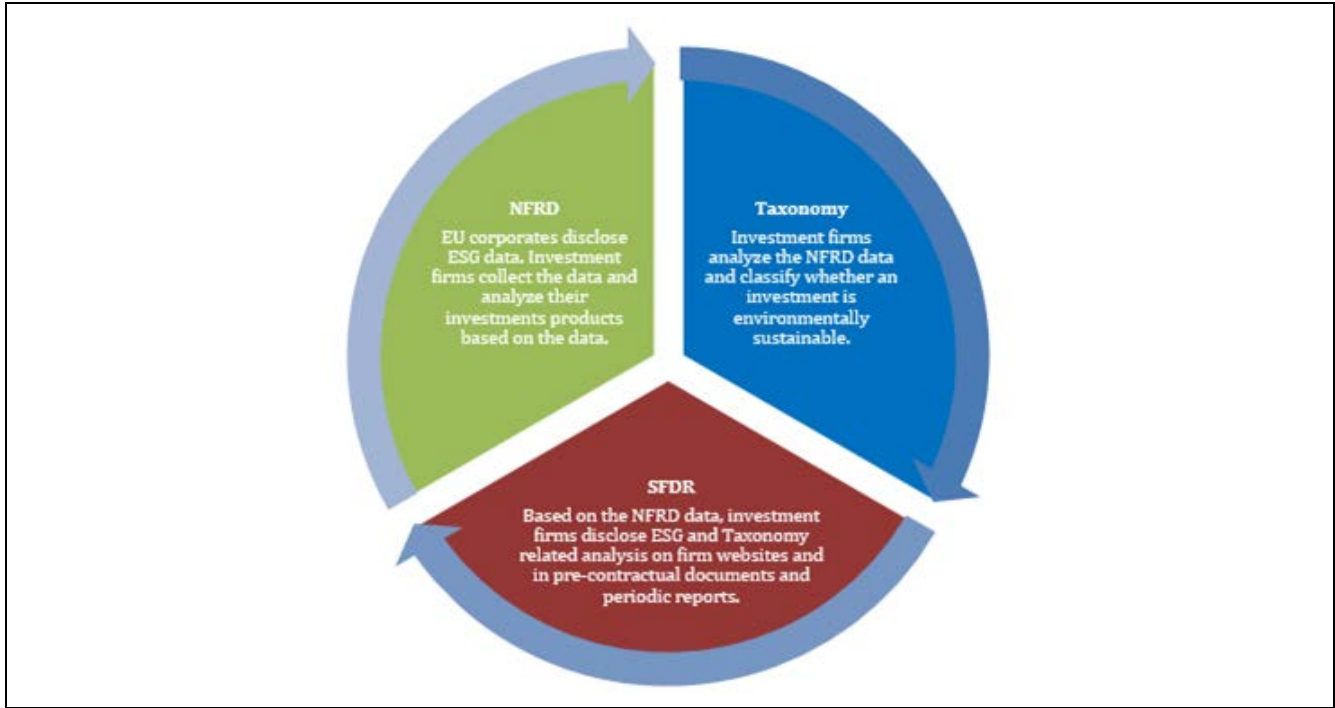 NFRD
EU corporates disclose
ESG data. Investment
firms collect the data and
analyze their
investments products
based on the data.
Taxonomy
Investment firms
analyze the NFRD data
and classify whether an
investment is
environmentally
sustainable.
SFDR
Based on the NFRD data, investment
firms disclose ESG and Taxonomy
related analysis on firm websites and
in pre-contractual documents and
periodic reports.